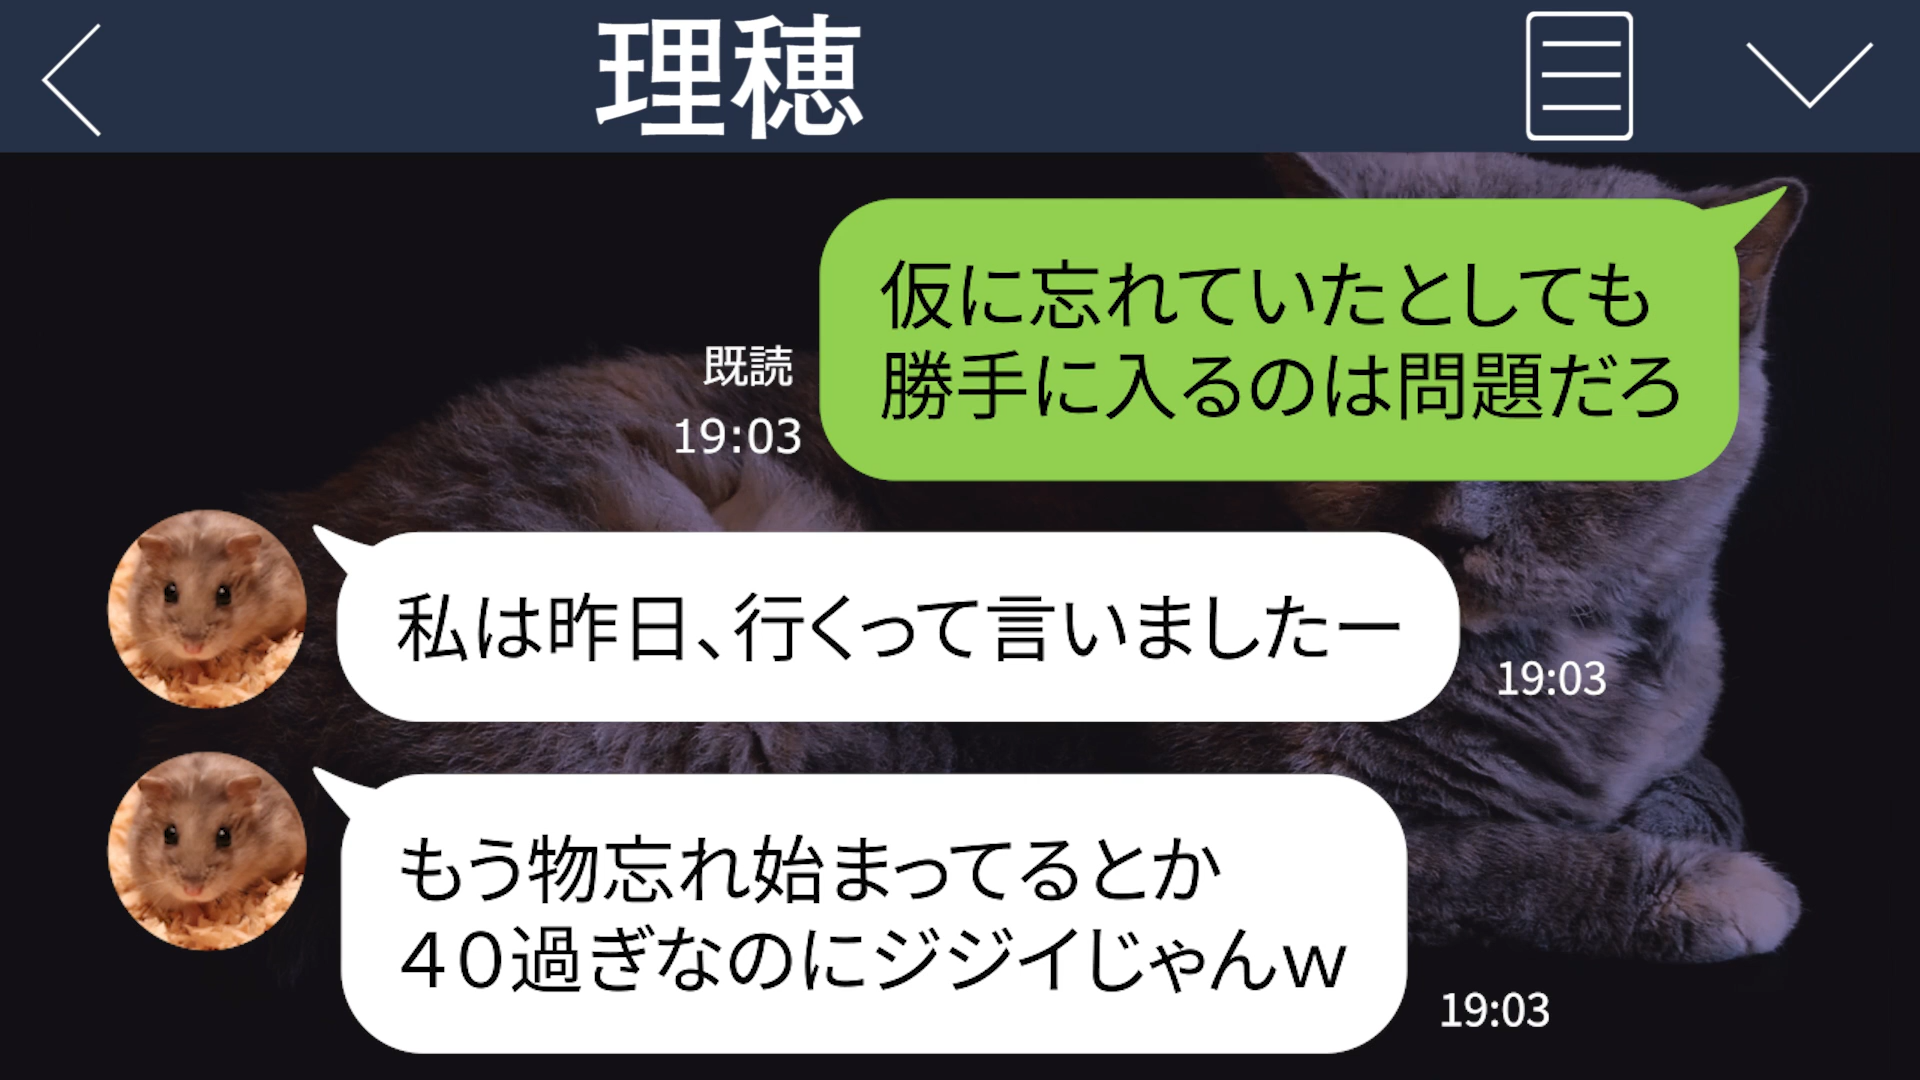 理穂
仮に忘れていたとしても
勝手に入るのは問題だろ
既読
19:03
私は昨日、行くって言いましたー
19:03
もう物忘れ始まってるとか
４０過ぎなのにジジイじゃんｗ
19:03